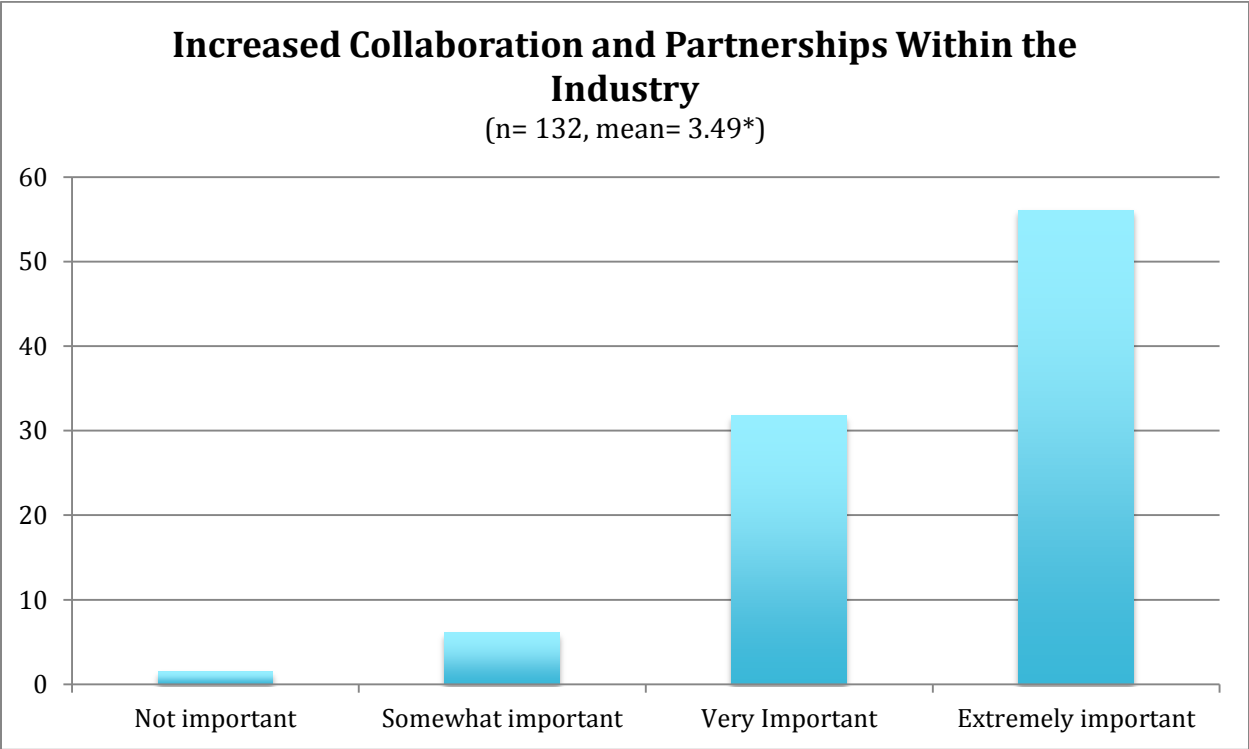 Increased Collaboration and Partnerships Within the
Industry
(n= 132, mean= 3.49*)
60
50
40
30
20
10
0
Not important
Somewhat important
Very Important
Extremely important